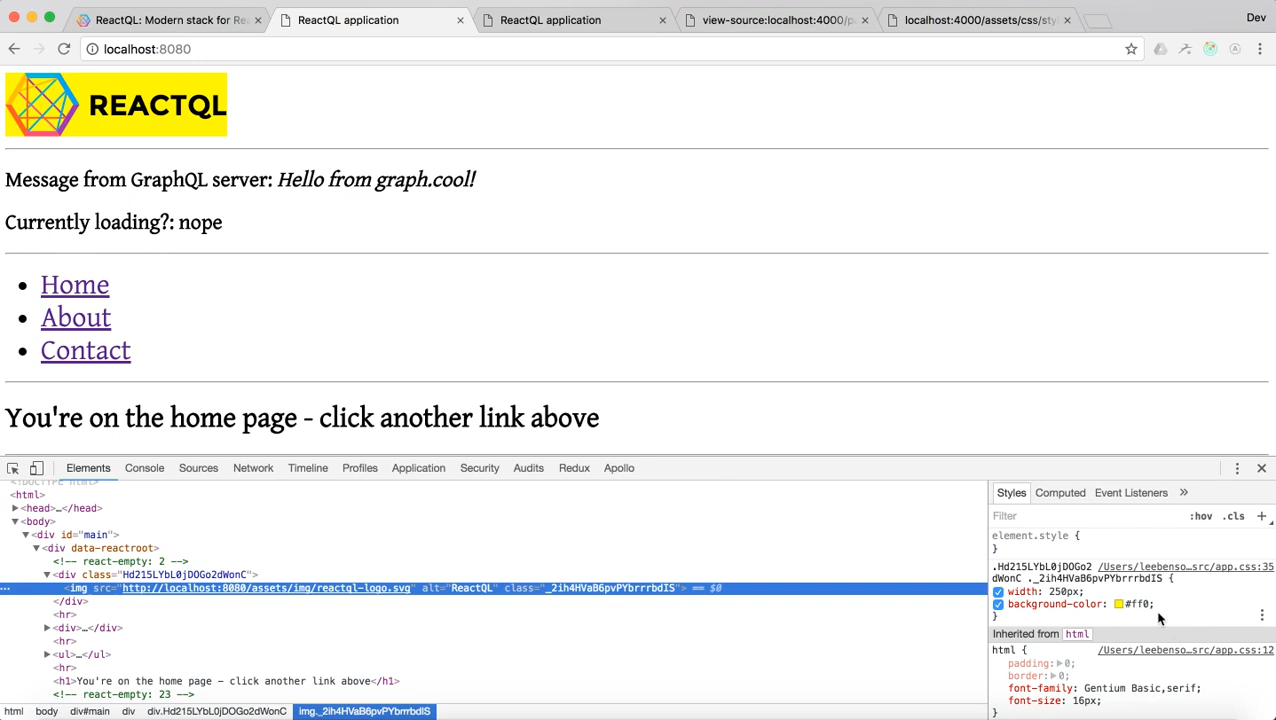 ReactQL: Modern stack for Re
ReactQL application
ReactQL application
view-source:localhost:4000/p
localhost:4000/assets/css/sty
Dev
localhost:8080
REACTQL
Message from GraphQL server: Hello from graph.cool!
Currently loading?: nope
• Home
• About
• Contact
You're on the home page - click another link above
Elements Console Sources Network Timeline Profiles Application Security Audits Redux Apollo
<!DOCTYPE html>
<html>
<head>…</head>
<body>
<div id="main">
<div data-reactroot>
<!-- react-empty: 2 -->
<div class="Hd215LYbL0jDOGo2dWonC">
<img src="http://localhost:8080/assets/img/reactql-logo.svg" alt="ReactQL" class="_2ih4HVaB6pvPYbrrrbdIS"> == $0
</div>
<hr>
<div>…</div>
<hr>
<ul>…</ul>
<hr>
<h1>You're on the home page - click another link above</h1>
<!-- react-empty: 23 -->
html body div#main div div.Hd215LYbL0jDOGo2dWonC img._2ih4HVaB6pvPYbrrrbdIS
Styles Computed Event Listeners »
Filter :hov .cls +
element.style {
}
.Hd215LYbL0jDOGo2 /Users/leebenso…src/app.css:35
dWonC ._2ih4HVaB6pvPYbrrrbdIS {
width: 250px;
background-color: #ff0;
}
Inherited from html
html { /Users/leebenso…src/app.css:12
padding: 0;
border: 0;
font-family: Gentium Basic,serif;
font-size: 16px;
}